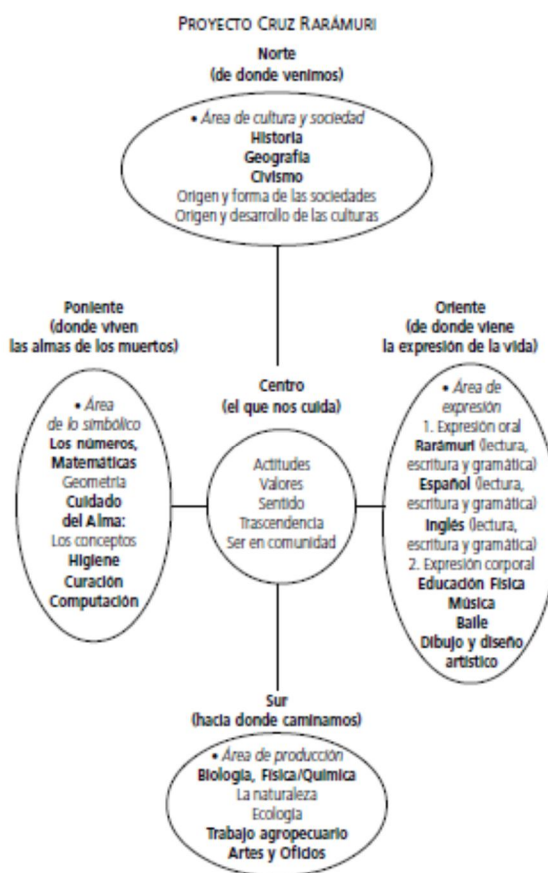 PROYECTO CRUZ RARÁMURI
Norte
(de donde venimos)
• Área de cultura y sociedad
Historia
Geografía
Civismo
Origen y forma de las sociedades
Origen y desarrollo de las culturas
Poniente
(donde viven
las almas de los muertos)
• Área
de lo simbólico
Los números,
Matemáticas
Geometría
Cuidado
del Alma:
Los conceptos
Higiene
Curación
Computación
Centro
(el que nos cuida)
Actitudes
Valores
Sentido
Trascendencia
Ser en comunidad
Oriente
(de donde viene
la expresión de la vida)
• Área de
expresión
1. Expresión oral
Rarámuri (lectura,
escritura y gramática)
Español (lectura,
escritura y gramática)
Inglés (lectura,
escritura y gramática)
2. Expresión corporal
Educación Física
Música
Baile
Dibujo y diseño
artístico
Sur
(hacia donde caminamos)
• Área de producción
Biología, Física/Química
La naturaleza
Ecología
Trabajo agropecuario
Artes y Oficios